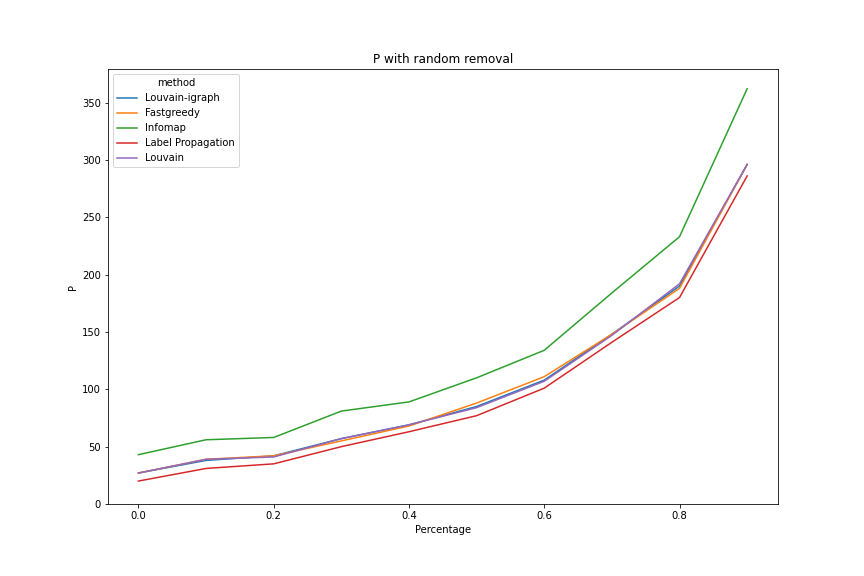 P with random removal
method
Louvain-igraph
Fastgreedy
Infomap
Label Propagation
Louvain
350
300
250
200
150
100
50
0
P
0.0 0.2 0.4 0.6 0.8
Percentage